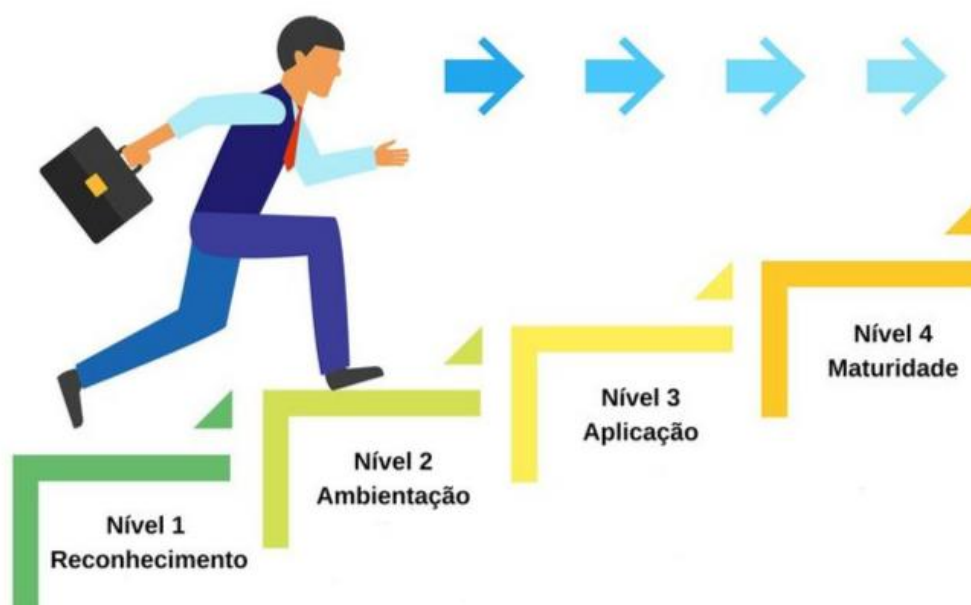 Nível 1
Reconhecimento
Nível 2
Ambientação
Nível 3
Aplicação
Nível 4
Maturidade